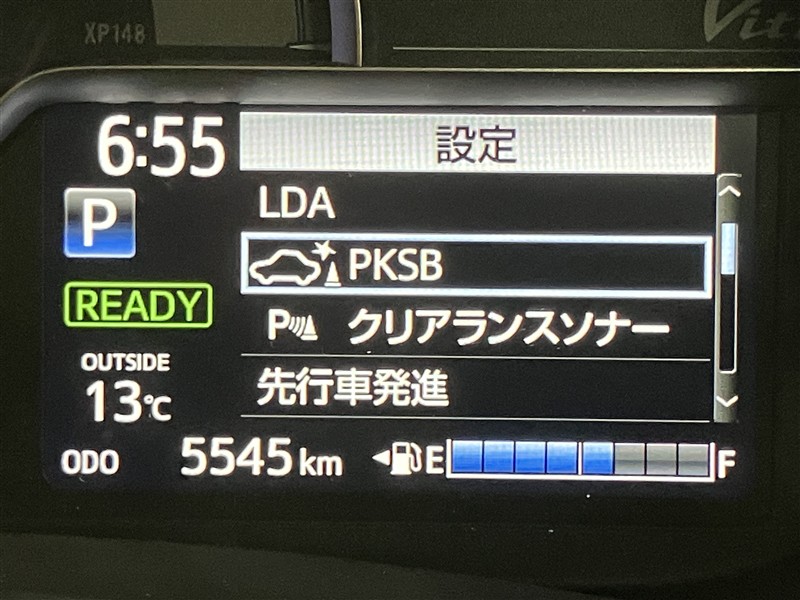 XP148
Vit
6:55
設定
LDA
P
PKSB
READY
P クリアランスソナー
OUTSIDE
13℃
先行車発進
ODO 5545 km
E F